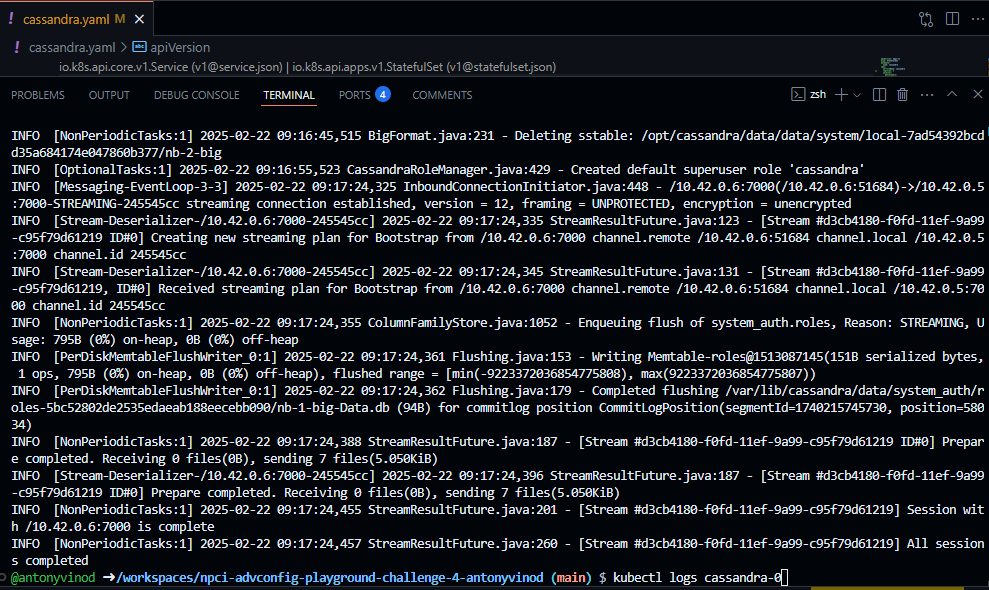 ! cassandra.yaml M ×
! cassandra.yaml > abc apiVersion
io.k8s.api.core.v1.Service (v1@service.json) | io.k8s.api.apps.v1.StatefulSet (v1@statefulset.json)
PROBLEMS OUTPUT DEBUG CONSOLE TERMINAL PORTS 4 COMMENTS zsh
INFO  [NonPeriodicTasks:1] 2025-02-22 09:16:45,515 BigFormat.java:231 - Deleting sstable: /opt/cassandra/data/data/system/local-7ad54392bcd
d35a684174e047860b377/nb-2-big
INFO  [OptionalTasks:1] 2025-02-22 09:16:55,523 CassandraRoleManager.java:429 - Created default superuser role 'cassandra'
INFO  [Messaging-EventLoop-3-3] 2025-02-22 09:17:24,325 InboundConnectionInitiator.java:448 - /10.42.0.6:7000(/10.42.0.6:51684)->/10.42.0.5
:7000-STREAMING-245545cc streaming connection established, version = 12, framing = UNPROTECTED, encryption = unencrypted
INFO  [Stream-Deserializer-/10.42.0.6:7000-245545cc] 2025-02-22 09:17:24,335 StreamResultFuture.java:123 - [Stream #d3cb4180-f0fd-11ef-9a99
-c95f79d61219 ID#0] Creating new streaming plan for Bootstrap from /10.42.0.6:7000 channel.remote /10.42.0.6:51684 channel.local /10.42.0.5
:7000 channel.id 245545cc
INFO  [Stream-Deserializer-/10.42.0.6:7000-245545cc] 2025-02-22 09:17:24,345 StreamResultFuture.java:131 - [Stream #d3cb4180-f0fd-11ef-9a99
-c95f79d61219, ID#0] Received streaming plan for Bootstrap from /10.42.0.6:7000 channel.remote /10.42.0.6:51684 channel.local /10.42.0.5:70
00 channel.id 245545cc
INFO  [NonPeriodicTasks:1] 2025-02-22 09:17:24,355 ColumnFamilyStore.java:1052 - Enqueuing flush of system_auth.roles, Reason: STREAMING, U
sage: 795B (0%) on-heap, 0B (0%) off-heap
INFO  [PerDiskMemtableFlushWriter_0:1] 2025-02-22 09:17:24,361 Flushing.java:153 - Writing Memtable-roles@1513087145(151B serialized bytes,
 1 ops, 795B (0%) on-heap, 0B (0%) off-heap), flushed range = [min(-9223372036854775808), max(9223372036854775807))
INFO  [PerDiskMemtableFlushWriter_0:1] 2025-02-22 09:17:24,362 Flushing.java:179 - Completed flushing /var/lib/cassandra/data/system_auth/r
oles-5bc52802de2535edaeab188eecebb090/nb-1-big-Data.db (94B) for commitlog position CommitLogPosition(segmentId=1740215745730, position=580
34)
INFO  [NonPeriodicTasks:1] 2025-02-22 09:17:24,388 StreamResultFuture.java:187 - [Stream #d3cb4180-f0fd-11ef-9a99-c95f79d61219 ID#0] Prepar
e completed. Receiving 0 files(0B), sending 7 files(5.050KiB)
INFO  [Stream-Deserializer-/10.42.0.6:7000-245545cc] 2025-02-22 09:17:24,396 StreamResultFuture.java:187 - [Stream #d3cb4180-f0fd-11ef-9a99
-c95f79d61219 ID#0] Prepare completed. Receiving 0 files(0B), sending 7 files(5.050KiB)
INFO  [NonPeriodicTasks:1] 2025-02-22 09:17:24,455 StreamResultFuture.java:201 - [Stream #d3cb4180-f0fd-11ef-9a99-c95f79d61219] Session wit
h /10.42.0.6:7000 is complete
INFO  [NonPeriodicTasks:1] 2025-02-22 09:17:24,457 StreamResultFuture.java:260 - [Stream #d3cb4180-f0fd-11ef-9a99-c95f79d61219] All session
s completed
@antonyvinod ➜/workspaces/npci-advconfig-playground-challenge-4-antonyvinod (main) $ kubectl logs cassandra-0